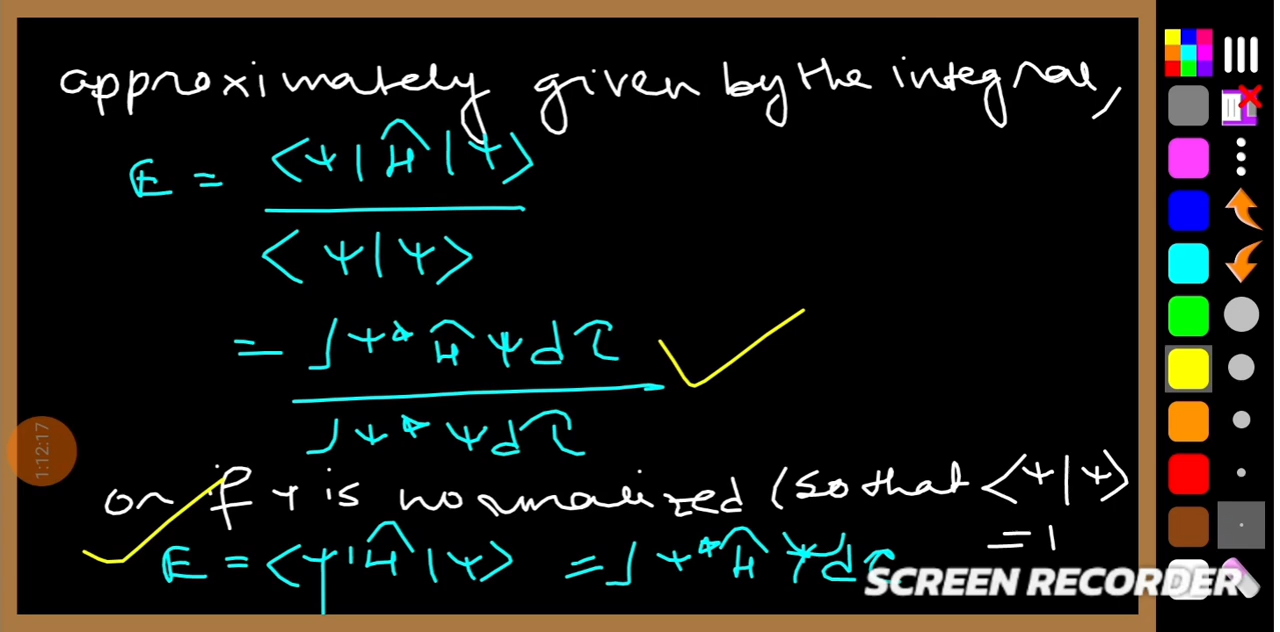 approximately given by the integral,
E = <Ψ|Ĥ|Ψ>
<Ψ|Ψ>
= ∫Ψ* Ĥ Ψ dτ
∫Ψ* Ψ dτ
or if Ψ is normalized (so that <Ψ|Ψ>
= 1
E = <Ψ|Ĥ|Ψ> = ∫Ψ* Ĥ Ψ dτ
1:12:17
SCREEN RECORDER